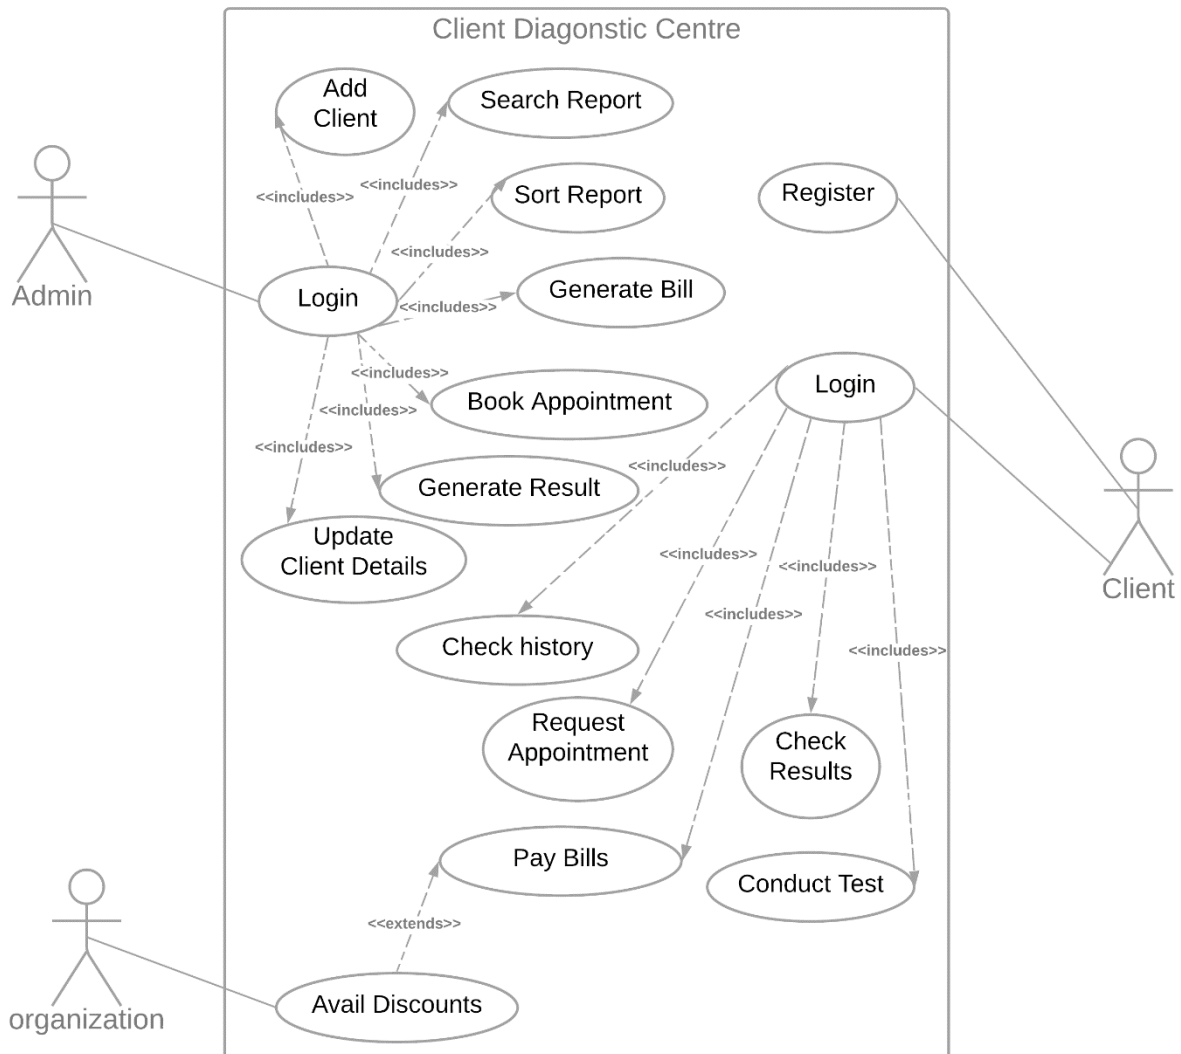 Client Diagonstic Centre
Add
Client
Search Report
<<includes>>
<<includes>>
Sort Report
Register
<<includes>>
Admin
Login
Generate Bill
<<includes>>
<<includes>>
Book Appointment
Login
<<includes>>
<<includes>>
<<includes>>
Generate Result
Update
Client Details
<<includes>>
<<includes>>
Client
<<includes>>
Check history
<<includes>>
Request
Appointment
Check
Results
Pay Bills
Conduct Test
<<extends>>
Avail Discounts
organization